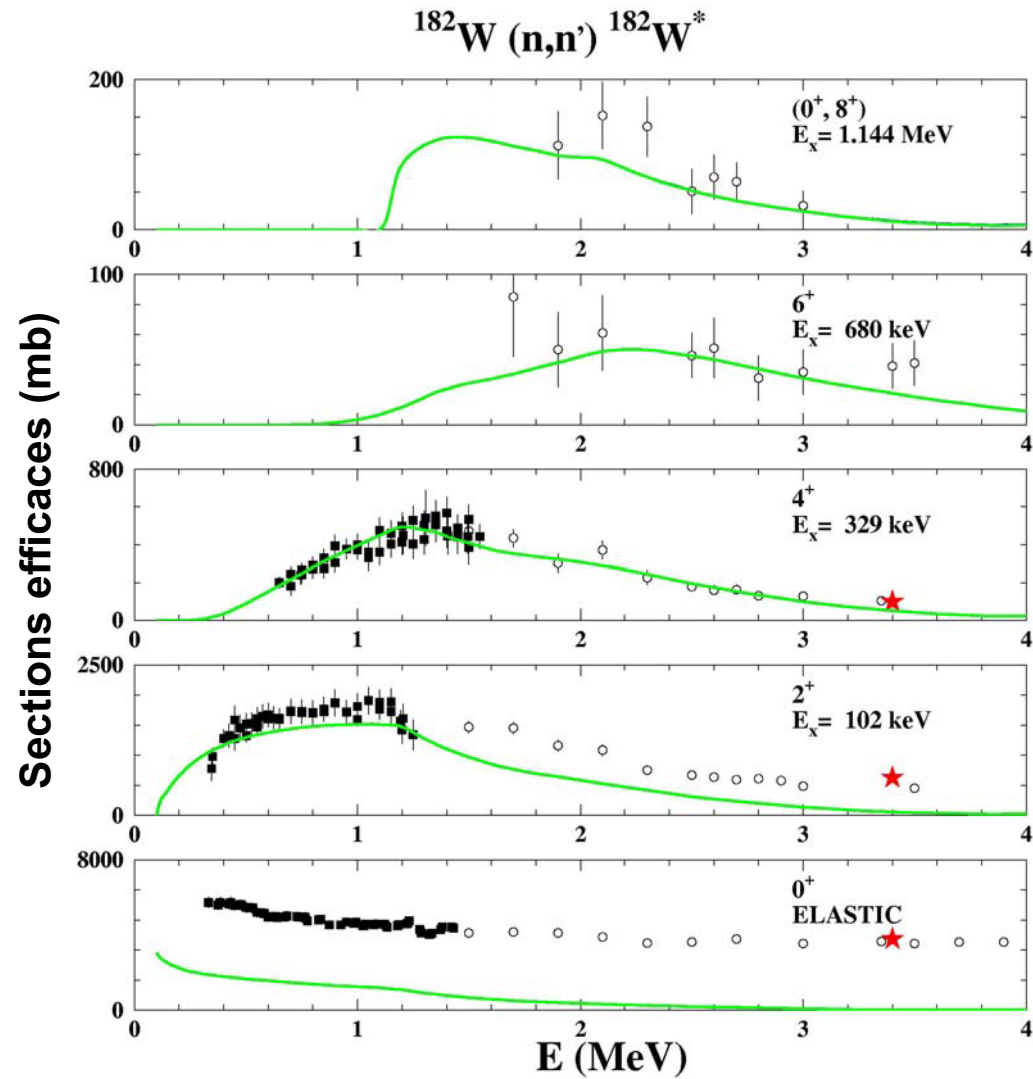 ¹⁸²W (n,n') ¹⁸²W*
Sections efficaces (mb)
200
(0⁺, 8⁺)
Eₓ= 1.144 MeV
0
0 1 2 3 4
100
6⁺
Eₓ= 680 keV
0
0 1 2 3 4
800
4⁺
Eₓ= 329 keV
0
0 1 2 3 4
2500
2⁺
Eₓ= 102 keV
0
0 1 2 3 4
8000
0⁺
ELASTIC
0
0 1 2 3 4
E (MeV)